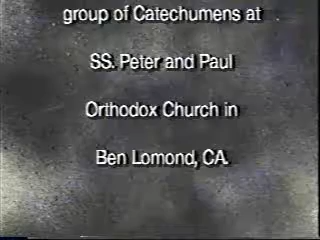 group of Catechumens at
SS. Peter and Paul
Orthodox Church in
Ben Lomond, CA.